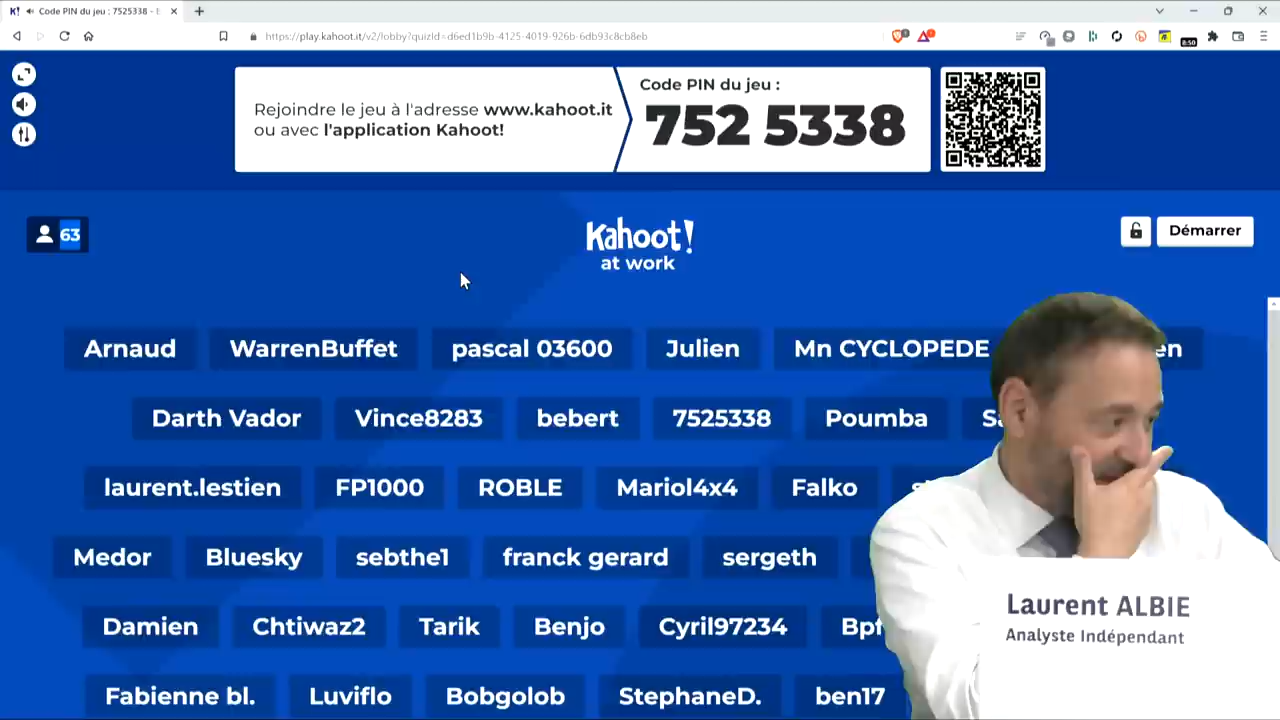 Code PIN du jeu : 7525338 -
https://play.kahoot.it/v2/lobby?quizId=d6ed1b9b-4125-4019-926b-6db93c8cb8eb
0:50
Rejoindre le jeu à l'adresse www.kahoot.it
ou avec l'application Kahoot!
Code PIN du jeu :
752 5338
63
Kahoot!
at work
Démarrer
Arnaud WarrenBuffet pascal 03600 Julien Mn CYCLOPEDE
Darth Vador Vince8283 bebert 7525338 Poumba
laurent.lestien FP1000 ROBLE Mariol4x4 Falko
Medor Bluesky sebthe1 franck gerard sergeth
Damien Chtiwaz2 Tarik Benjo Cyril97234
Fabienne bl. Luviflo Bobgolob StephaneD. ben17
Laurent ALBIE
Analyste Indépendant